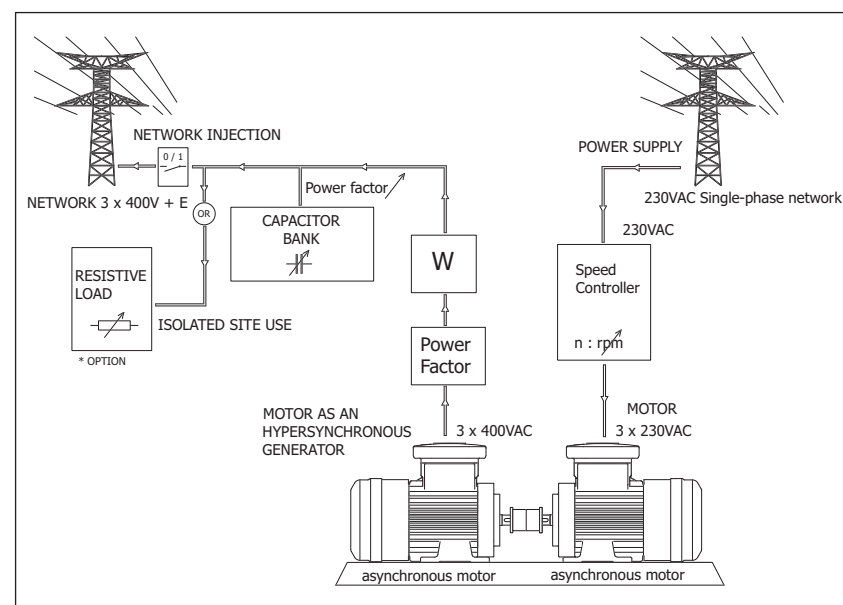 NETWORK INJECTION
0 / 1
NETWORK 3 x 400V + E
OR
Power factor
CAPACITOR
BANK
RESISTIVE
LOAD
ISOLATED SITE USE
* OPTION
W
Power
Factor
MOTOR AS AN
HYPERSYNCHRONOUS
GENERATOR
3 x 400VAC
POWER SUPPLY
230VAC Single-phase network
230VAC
Speed
Controller
n : rpm
MOTOR
3 x 230VAC
asynchronous motor
asynchronous motor